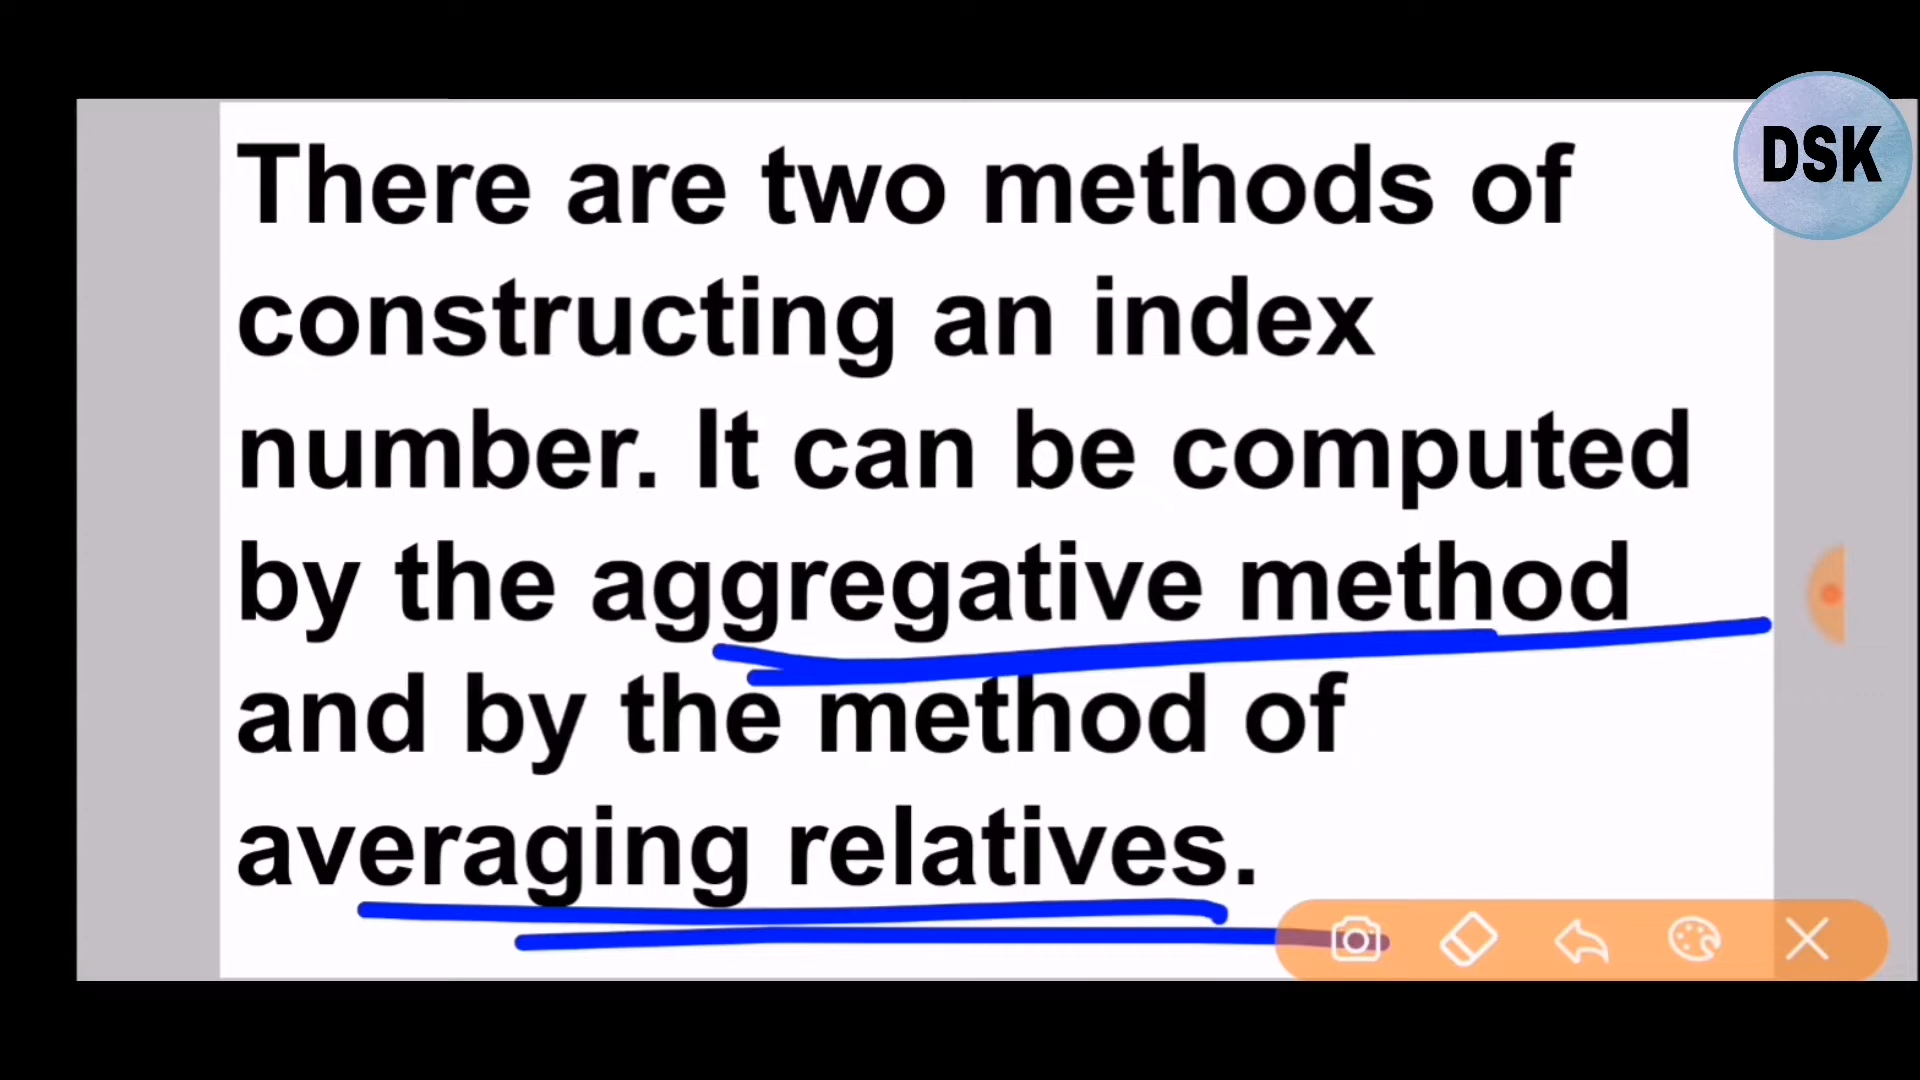 DSK
There are two methods of
constructing an index
number. It can be computed
by the aggregative method
and by the method of
averaging relatives.